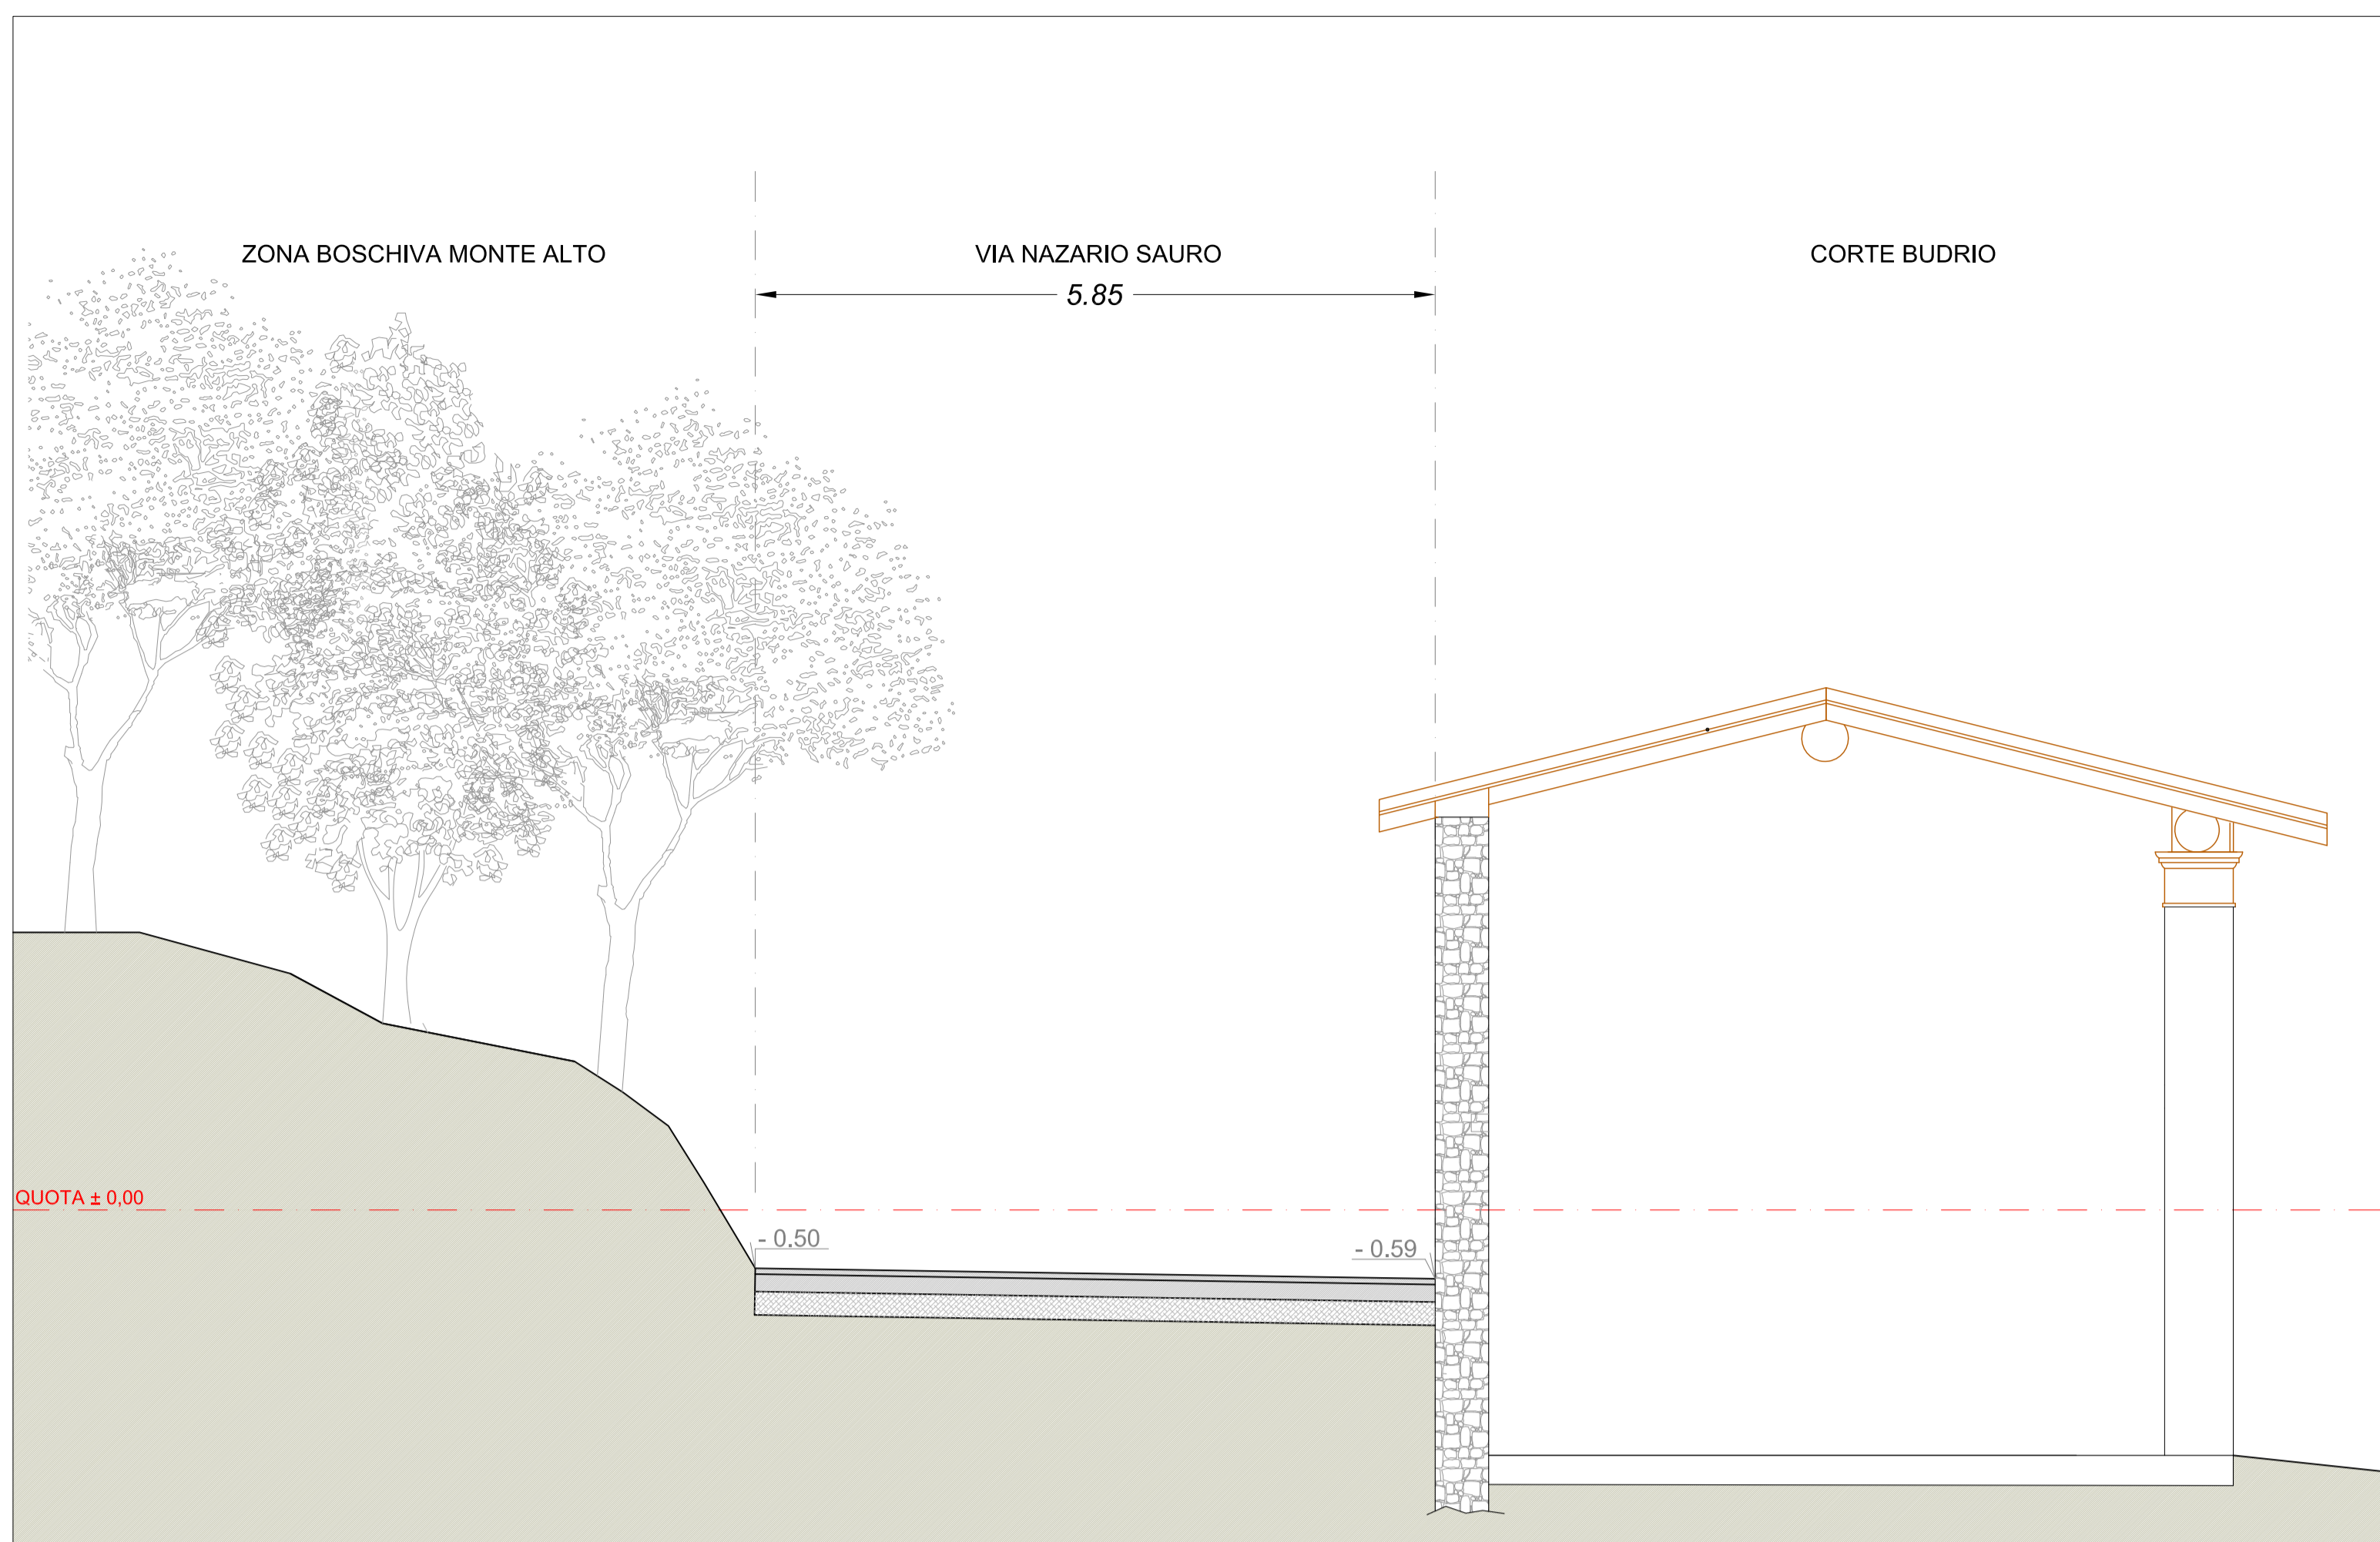 ZONA BOSCHIVA MONTE ALTO
VIA NAZARIO SAURO
CORTE BUDRIO
5.85
QUOTA ± 0,00
- 0.50
- 0.59